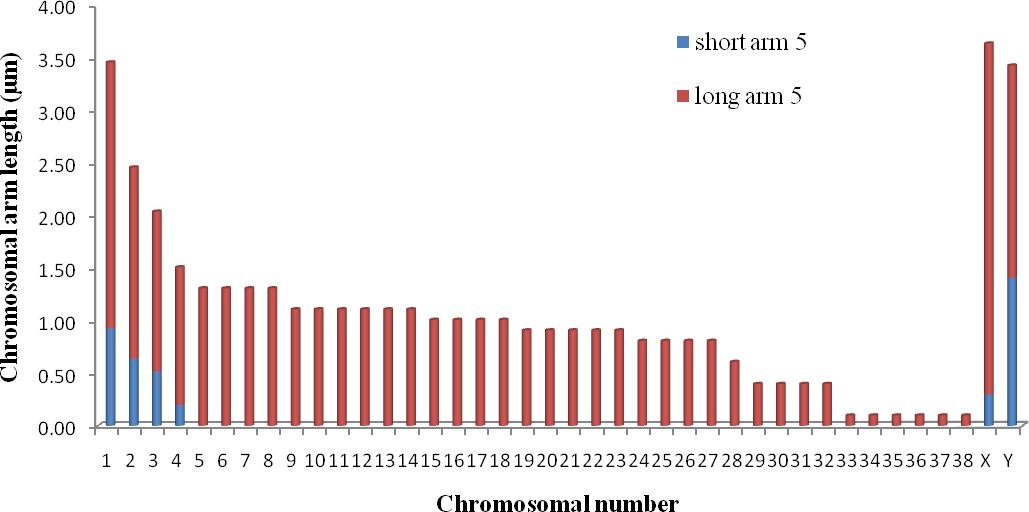 4.00
3.50
3.00
2.50
2.00
1.50
1.00
0.50
0.00
Chromosomal arm length (μm)
short arm 5
long arm 5
1 2 3 4 5 6 7 8 9 10 11 12 13 14 15 16 17 18 19 20 21 22 23 24 25 26 27 28 29 30 31 32 33 34 35 36 37 38 X Y
Chromosomal number